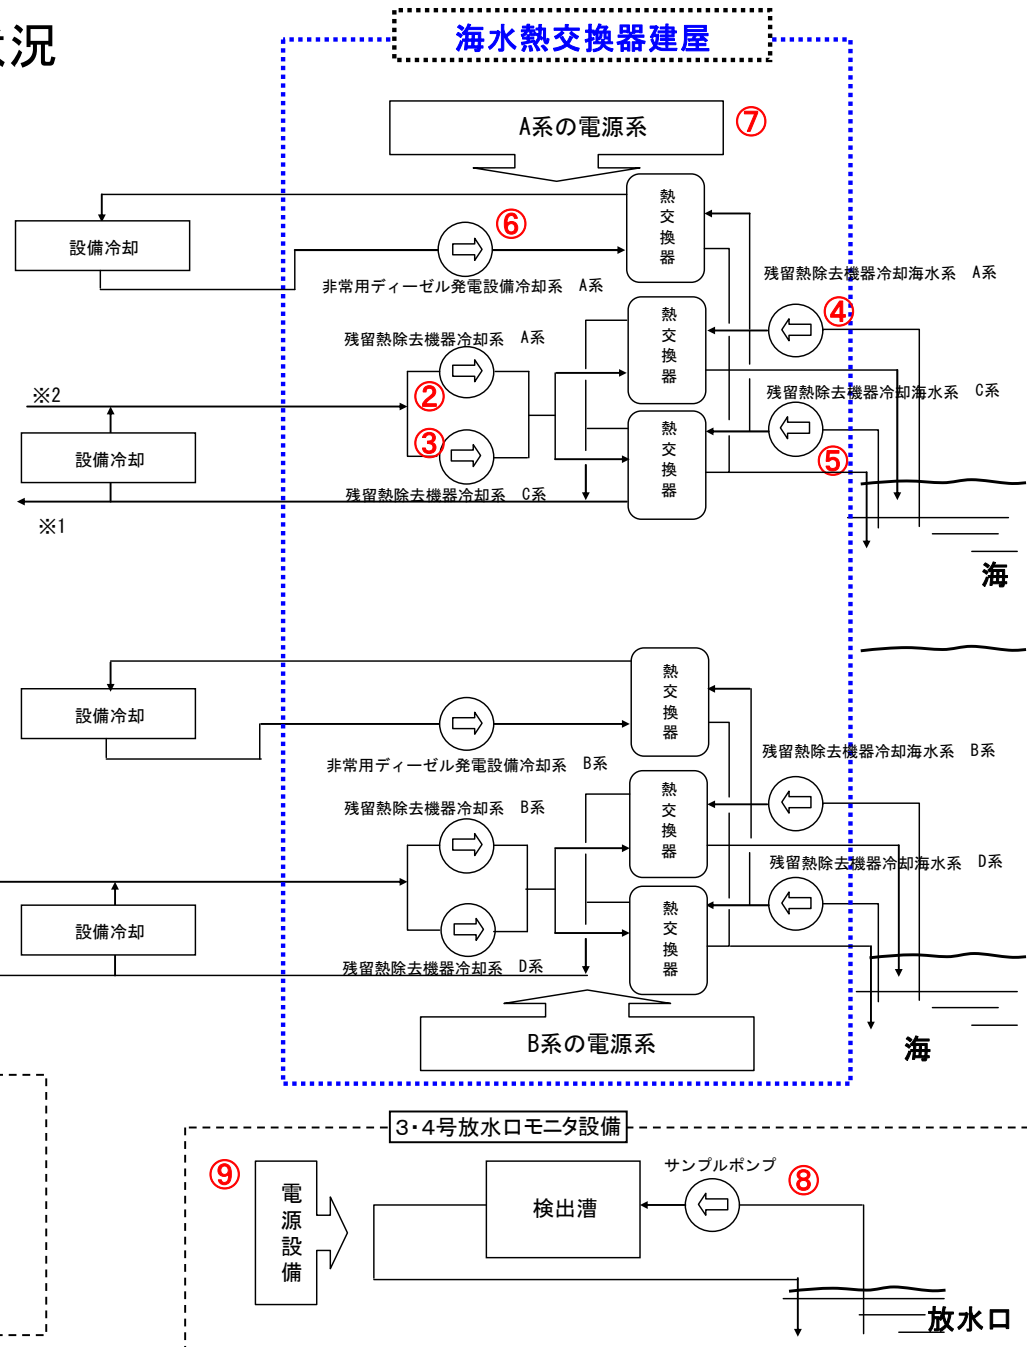 況
海水熱交換器建屋
A系の電源系
⑦
熱交換器
設備冷却
⑥
非常用ディーゼル発電設備冷却系 A系
残留熱除去機器冷却海水系 A系
④
熱交換器
残留熱除去機器冷却系 A系
②
※2
残留熱除去機器冷却海水系 C系
③
熱交換器
設備冷却
⑤
残留熱除去機器冷却系 C系
※1
海
熱交換器
設備冷却
非常用ディーゼル発電設備冷却系 B系
残留熱除去機器冷却海水系 B系
熱交換器
残留熱除去機器冷却系 B系
残留熱除去機器冷却海水系 D系
熱交換器
設備冷却
残留熱除去機器冷却系 D系
B系の電源系
海
3・4号放水口モニタ設備
⑨
電源設備
検出漕
サンプルポンプ
⑧
放水口